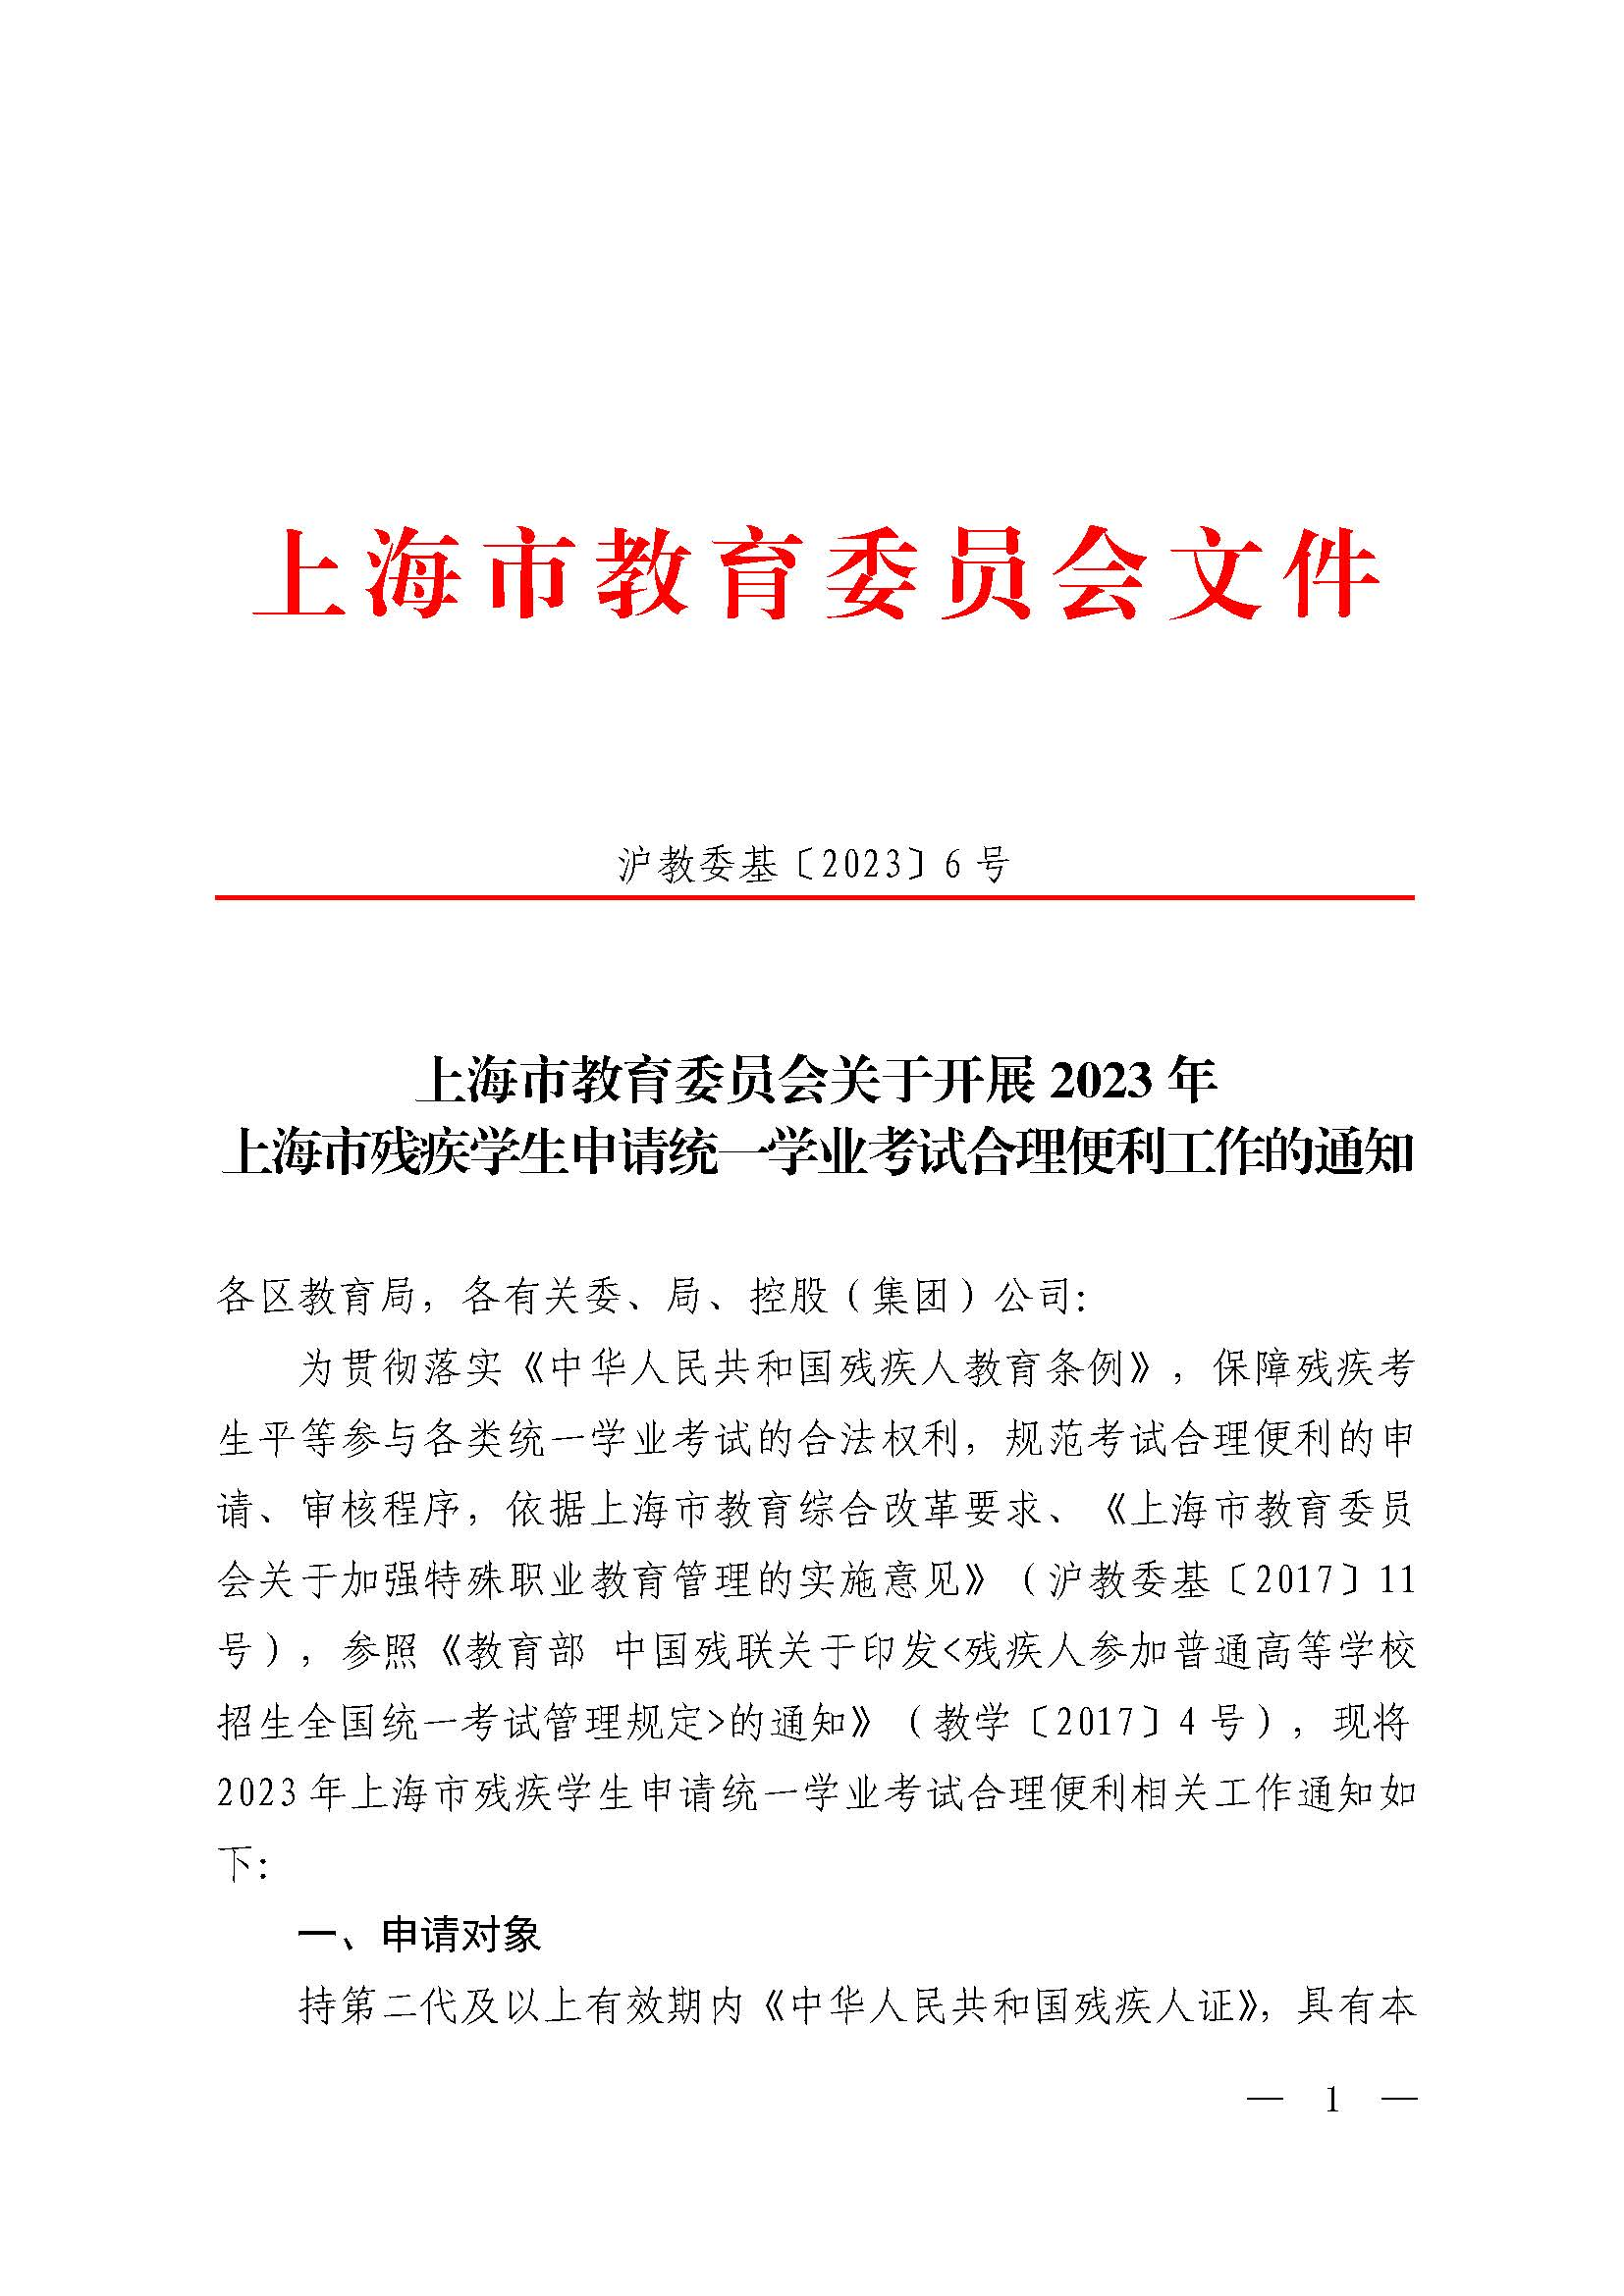 上海市教育委员会文件
沪教委基〔2023〕6号
上海市教育委员会关于开展 2023 年
上海市残疾学生申请统一学业考试合理便利工作的通知
各区教育局，各有关委、局、控股（集团）公司：
为贯彻落实《中华人民共和国残疾人教育条例》，保障残疾考
生平等参与各类统一学业考试的合法权利，规范考试合理便利的申
请、审核程序，依据上海市教育综合改革要求、《上海市教育委员
会关于加强特殊职业教育管理的实施意见》（沪教委基〔2017〕11
号），参照《教育部 中国残联关于印发<残疾人参加普通高等学校
招生全国统一考试管理规定>的通知》（教学〔2017〕4号），现将
2023年上海市残疾学生申请统一学业考试合理便利相关工作通知如
下：
一、申请对象
持第二代及以上有效期内《中华人民共和国残疾人证》，具有本
— 1 —